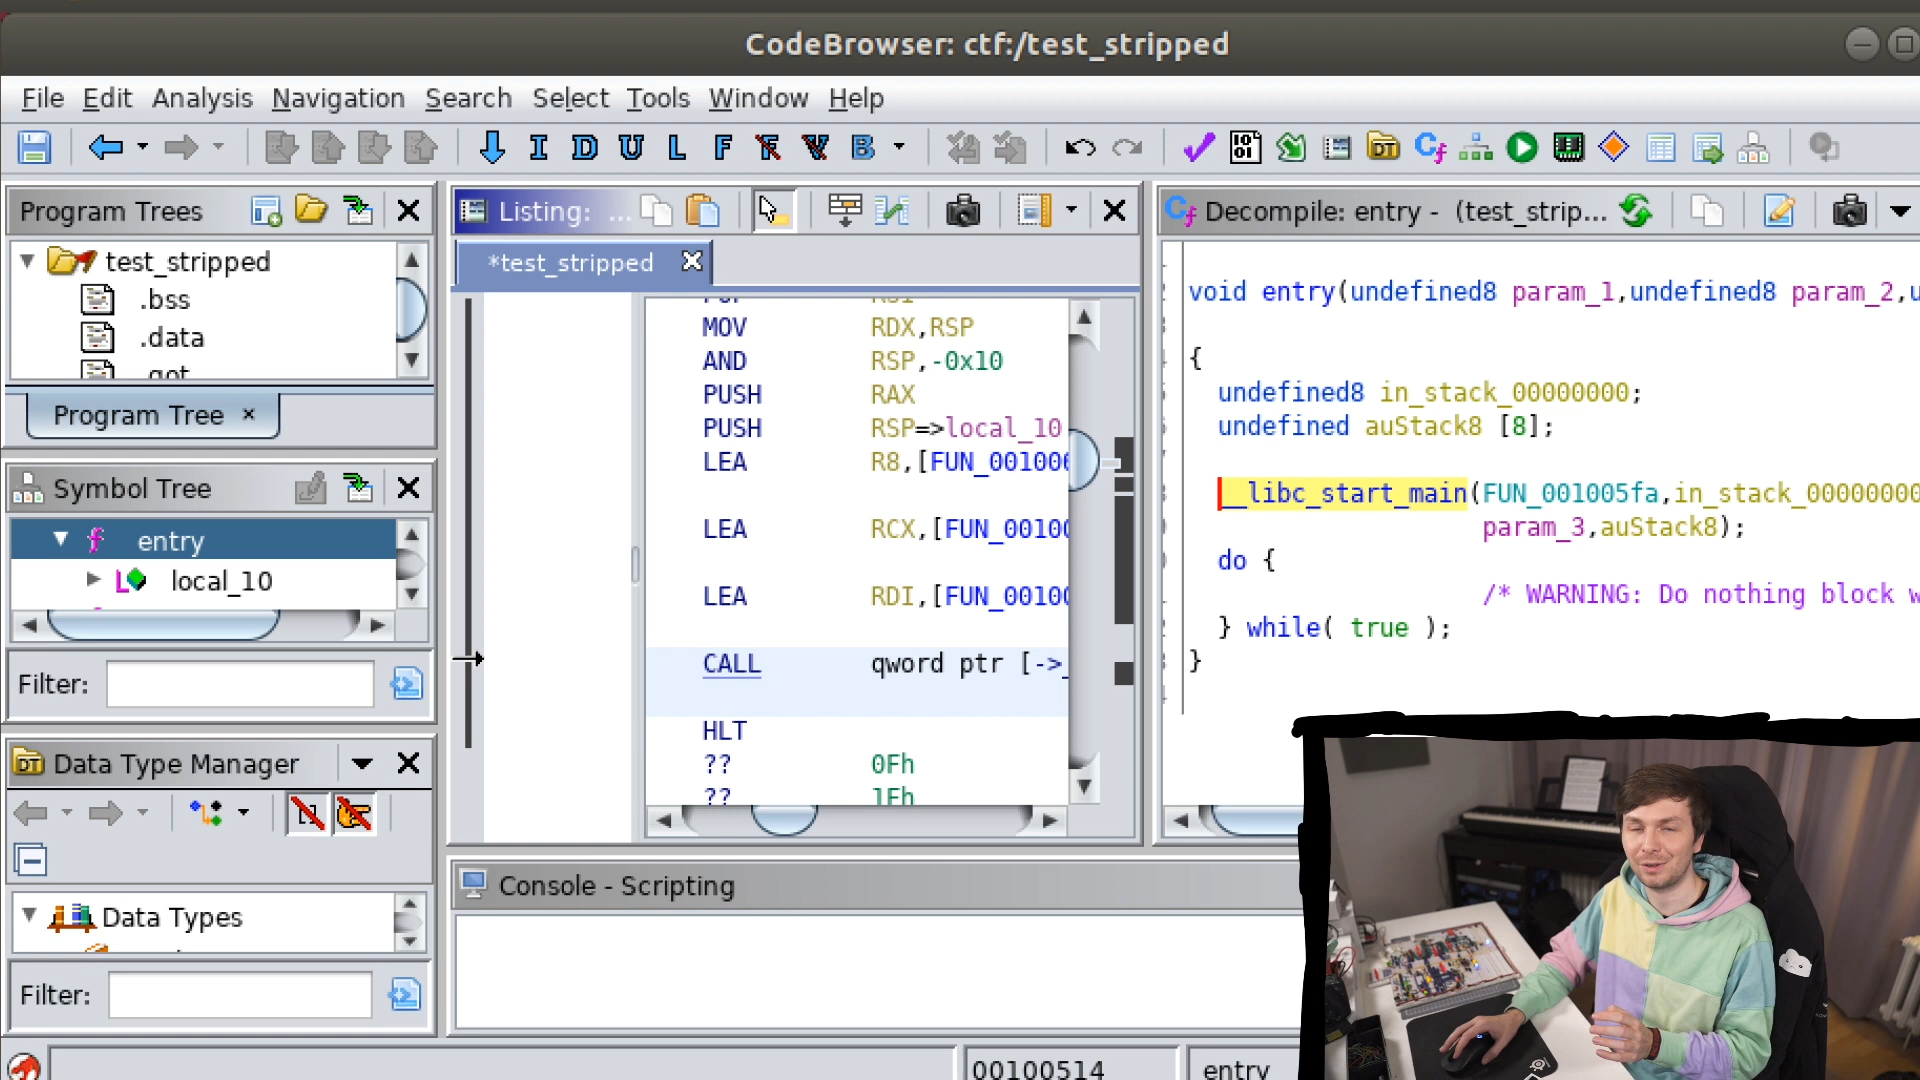 CodeBrowser: ctf:/test_stripped
File Edit Analysis Navigation Search Select Tools Window Help
I D U L F B
Program Trees
test_stripped
.bss
.data
.got
Program Tree ×
Symbol Tree
entry
local_10
Filter:
Data Type Manager
Data Types
Filter:
Listing: ...
*test_stripped
MOV RDX,RSP
AND RSP,-0x10
PUSH RAX
PUSH RSP=>local_10
LEA R8,[FUN_001006
LEA RCX,[FUN_00100
LEA RDI,[FUN_00100
CALL qword ptr [->_
HLT
?? 0Fh
?? 1Fh
Decompile: entry - (test_strip...
void entry(undefined8 param_1,undefined8 param_2,u
{
undefined8 in_stack_00000000;
undefined auStack8 [8];
__libc_start_main(FUN_001005fa,in_stack_00000000
param_3,auStack8);
do {
/* WARNING: Do nothing block w
} while( true );
}
Console - Scripting
00100514
entry